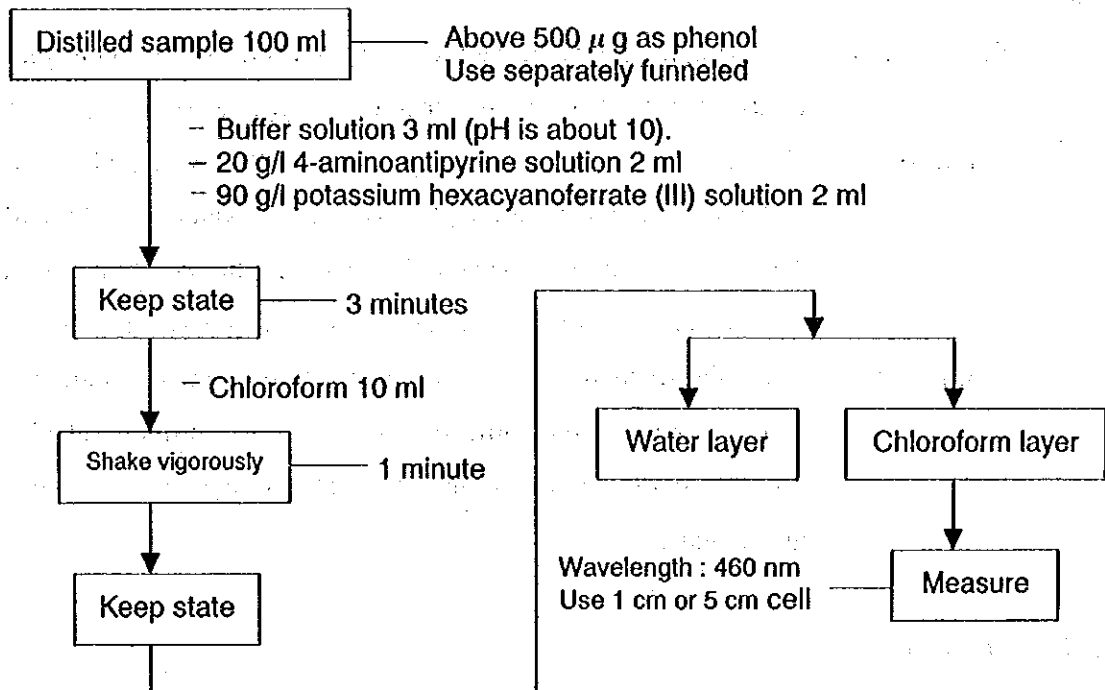 Distilled sample 100 ml
Above 500 μ g as phenol
Use separately funneled
– Buffer solution 3 ml (pH is about 10).
– 20 g/l 4-aminoantipyrine solution 2 ml
– 90 g/l potassium hexacyanoferrate (III) solution 2 ml
Keep state
3 minutes
– Chloroform 10 ml
Shake vigorously
1 minute
Keep state
Water layer
Chloroform layer
Wavelength : 460 nm
Use 1 cm or 5 cm cell
Measure